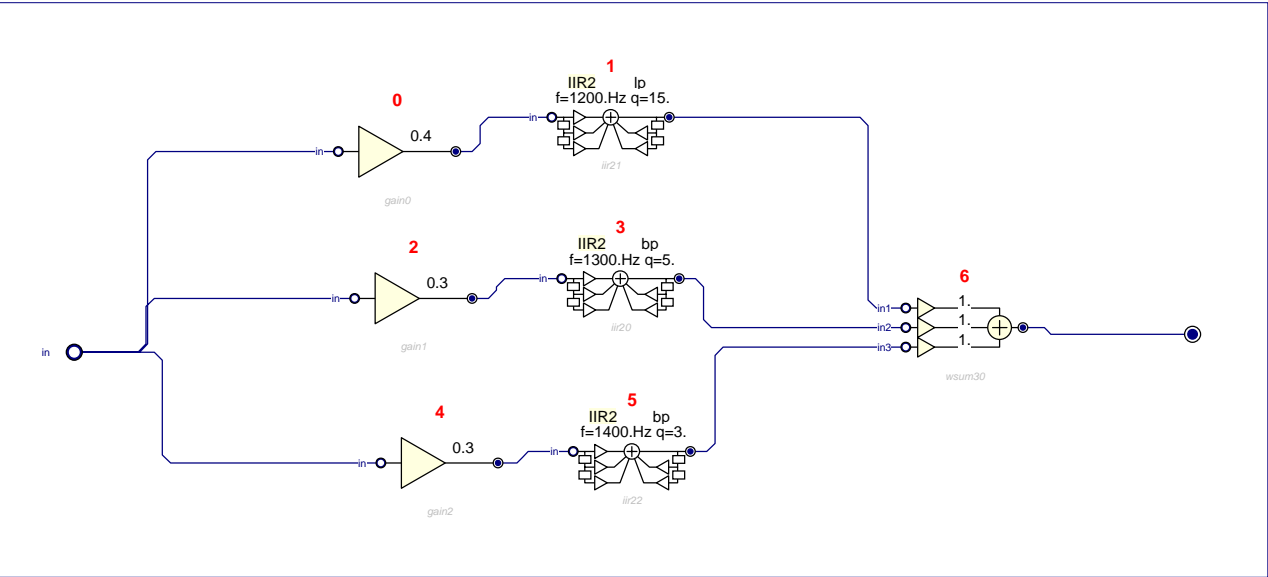 1
IIR2 lp
f=1200.Hz q=15.
0
in
0.4
in
iir21
gain0
3
IIR2 bp
f=1300.Hz q=5.
2
in
0.3
in
iir20
gain1
6
in1 1.
in2 1.
in3 1.
wsum30
in
5
IIR2 bp
f=1400.Hz q=3.
4
in
0.3
in
iir22
gain2